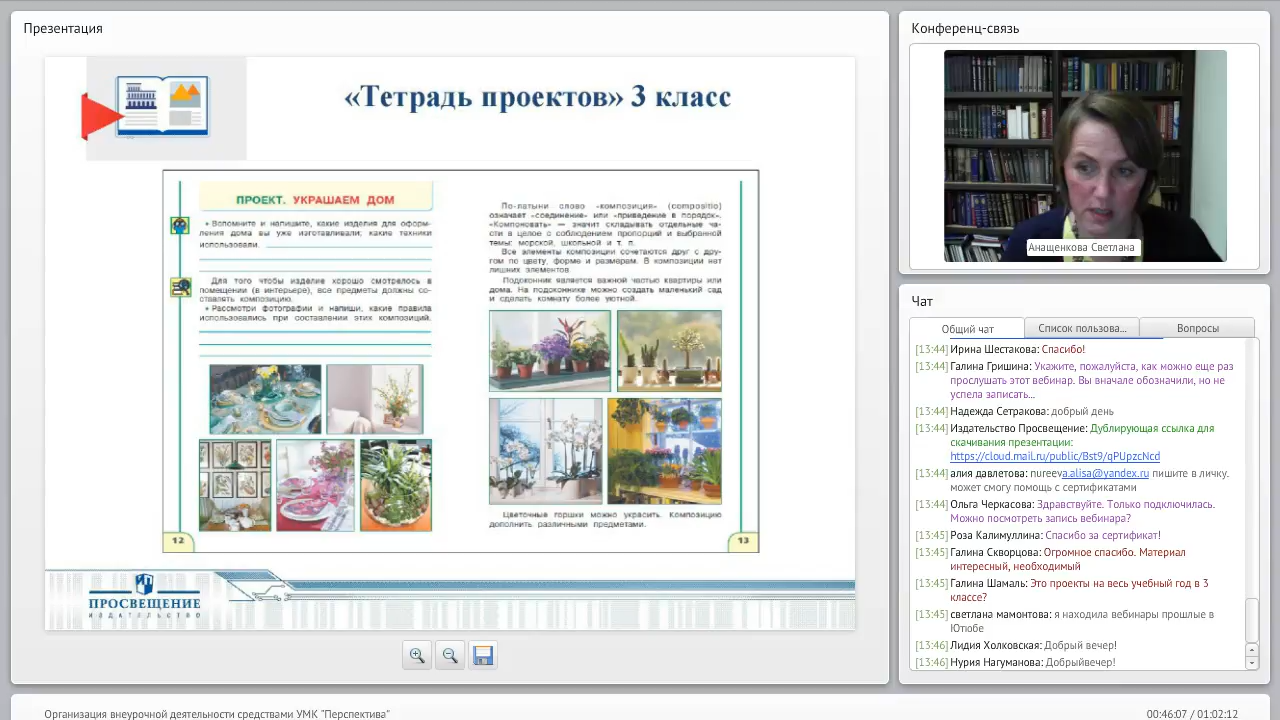 Презентация
«Тетрадь проектов» 3 класс
ПРОЕКТ. УКРАШАЕМ ДОМ
• Вспомните и напишите, какие изделия для оформ-
ления дома вы уже изготавливали; какие техники
использовали.
Для того чтобы изделие хорошо смотрелось в
помещении (в интерьере), все предметы должны со-
ставлять композицию.
• Рассмотри фотографии и напиши, какие правила
использовались при составлении этих композиций.
12
По-латыни слово «композиция» (compositio)
означает «соединение» или «приведение в порядок».
«Компоновать» — значит складывать отдельные ча-
сти в целое с соблюдением пропорций и выбранной
темы: морской, школьной и т. п.
Все элементы композиции сочетаются друг с дру-
гом по цвету, форме и размерам. В композиции нет
лишних элементов.
Подоконник является важной частью квартиры или
дома. На подоконнике можно создать маленький сад
и сделать комнату более уютной.
Цветочные горшки можно украсить. Композицию
дополнить различными предметами.
13
ПРОСВЕЩЕНИЕ
ИЗДАТЕЛЬСТВО
Конференц-связь
Анащенкова Светлана
Чат
Общий чат
Список пользова...
Вопросы
[13:44] Ирина Шестакова: Спасибо!
[13:44] Галина Гришина: Укажите, пожалуйста, как можно еще раз
прослушать этот вебинар. Вы вначале обозначили, но не
успела записать...
[13:44] Надежда Сетракова: добрый день
[13:44] Издательство Просвещение: Дублирующая ссылка для
скачивания презентации:
https://cloud.mail.ru/public/Bst9/qPUpzcNcd
[13:44] алия давлетова: nureeva.alisa@yandex.ru пишите в личку.
может смогу помощь с сертификатами
[13:44] Ольга Черкасова: Здравствуйте. Только подключилась.
Можно посмотреть запись вебинара?
[13:45] Роза Калимуллина: Спасибо за сертификат!
[13:45] Галина Скворцова: Огромное спасибо. Материал
интересный, необходимый
[13:45] Галина Шамаль: Это проекты на весь учебный год в 3
классе?
[13:45] светлана мамонтова: я находила вебинары прошлые в
Ютюбе
[13:46] Лидия Холковская: Добрый вечер!
[13:46] Нурия Нагуманова: Добрыйвечер!
Организация внеурочной деятельности средствами УМК "Перспектива"
00:46:07 / 01:02:12